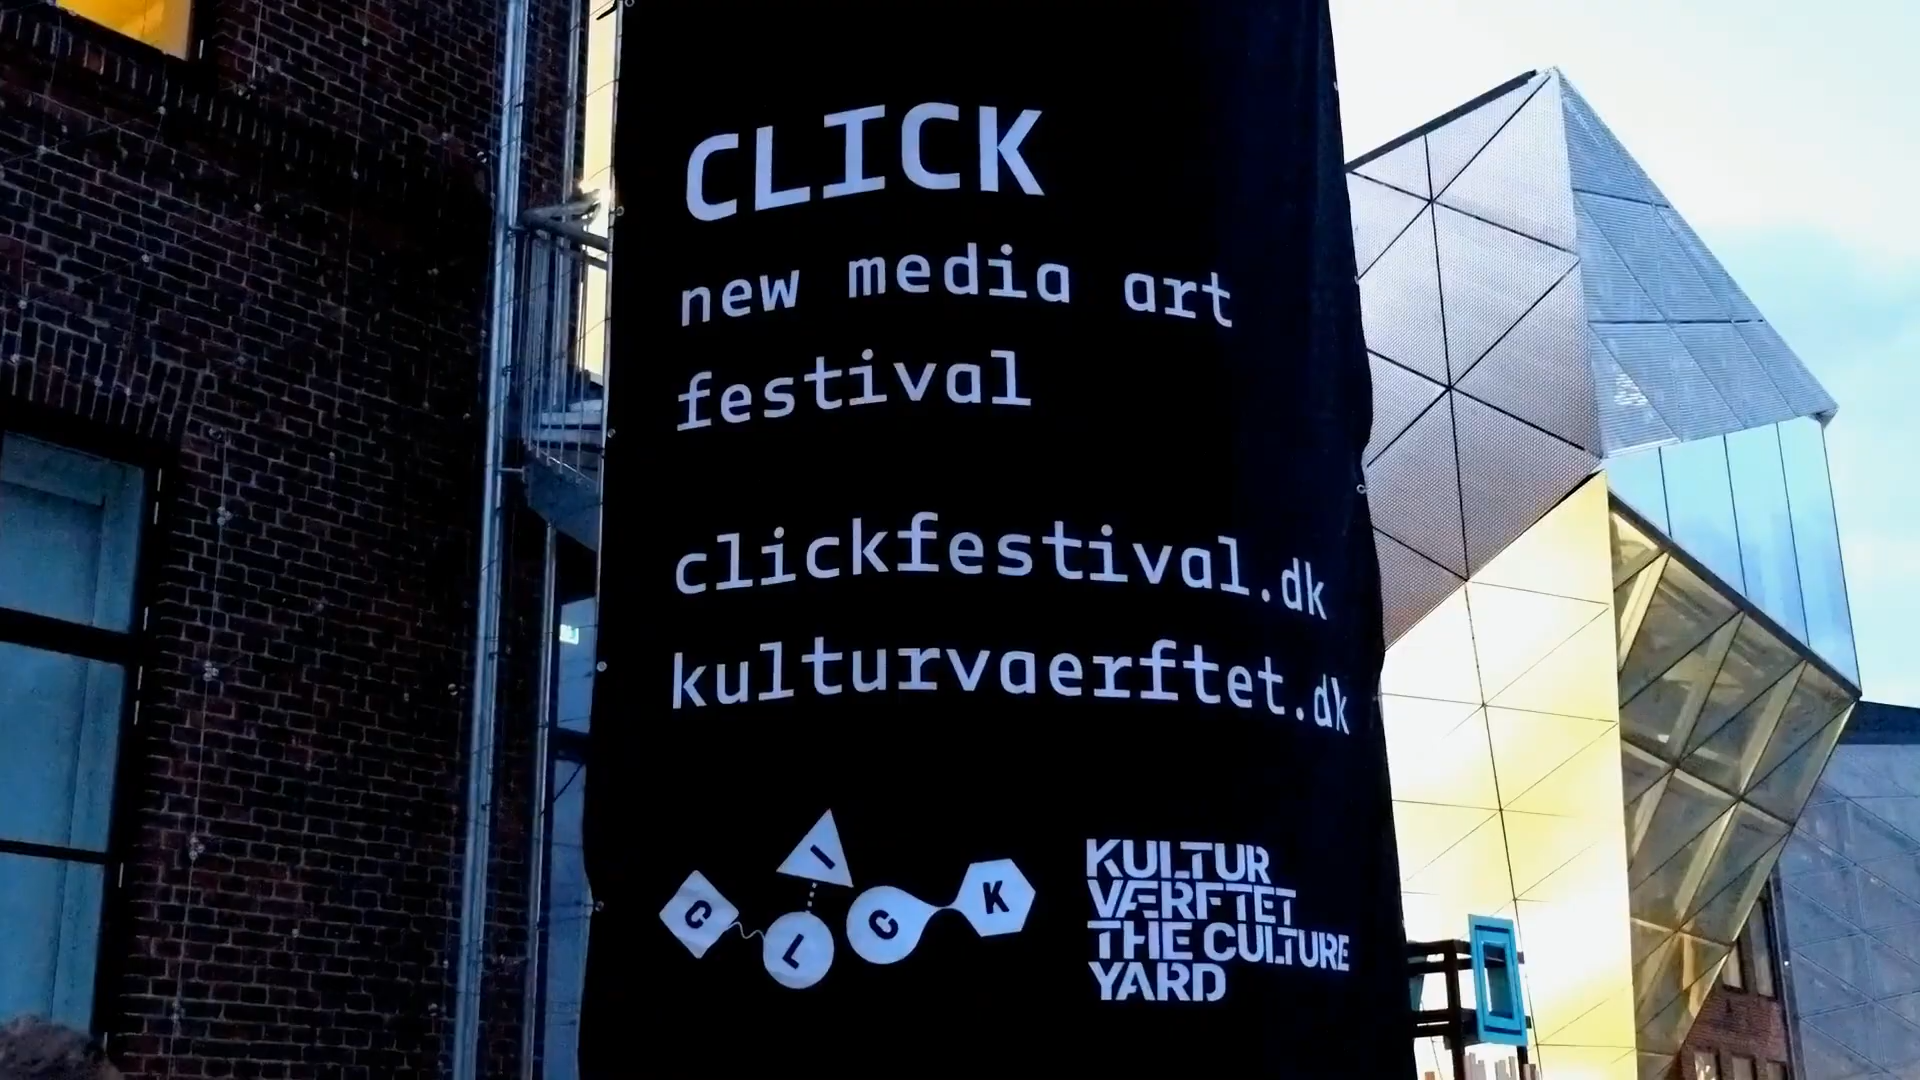 CLICK
new media art
festival
clickfestival.dk
kulturvaerftet.dk
CLICK
KULTUR
VÆRFTET
THE CULTURE
YARD